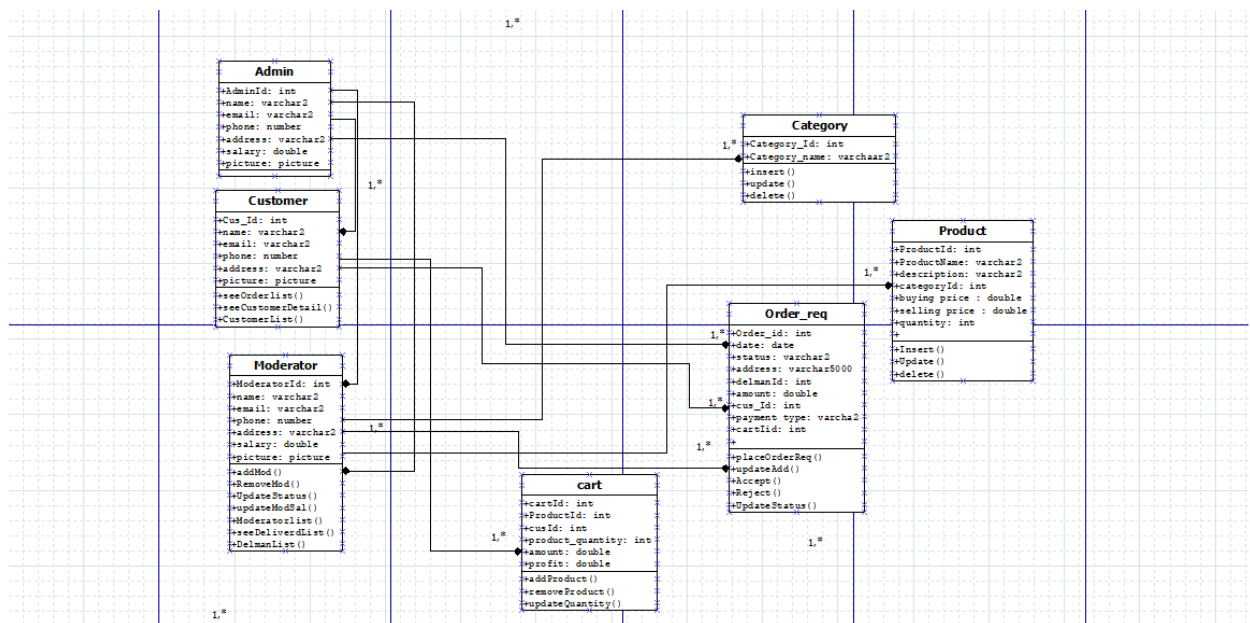 1,*
Admin
+AdminId: int
+name: varchar2
+email: varchar2
+phone: number
+address: varchar2
+salary: double
+picture: picture
1,*
Customer
+Cus_Id: int
+name: varchar2
+email: varchar2
+phone: number
+address: varchar2
+picture: picture
+seeOrderlist()
+seeCustomerDetail()
+CustomerList()
Moderator
+ModeratorId: int
+name: varchar2
+email: varchar2
+phone: number
+address: varchar2
+salary: double
+picture: picture
+addMod()
+RemoveMod()
+UpdateStatus()
+updateModSal()
+Moderatorlist()
+seeDeliverdList()
+DelmanList()
1,*
1,*
1,*
Category
+Category_Id: int
+Category_name: varchaar2
+insert()
+update()
+delete()
1,*
Product
+ProductId: int
+ProductName: varchar2
+description: varchar2
+categoryId: int
+buying price : double
+selling price : double
+quantity: int
+
+Insert()
+Update()
+delete()
1,*
1,*
1,*
1,*
Order_req
+Order_id: int
+date: date
+status: varchar2
+address: varchar5000
+delmanId: int
+amount: double
+cus_Id: int
+payment type: varcha2
+cartIid: int
+
+placeOrderReq()
+updateAdd()
+Accept()
+Reject()
+UpdateStatus()
1,*
cart
+cartId: int
+ProductId: int
+cusId: int
+product_quantity: int
+amount: double
+profit: double
+addProduct()
+removeProduct()
+updateQuantity()
1,*